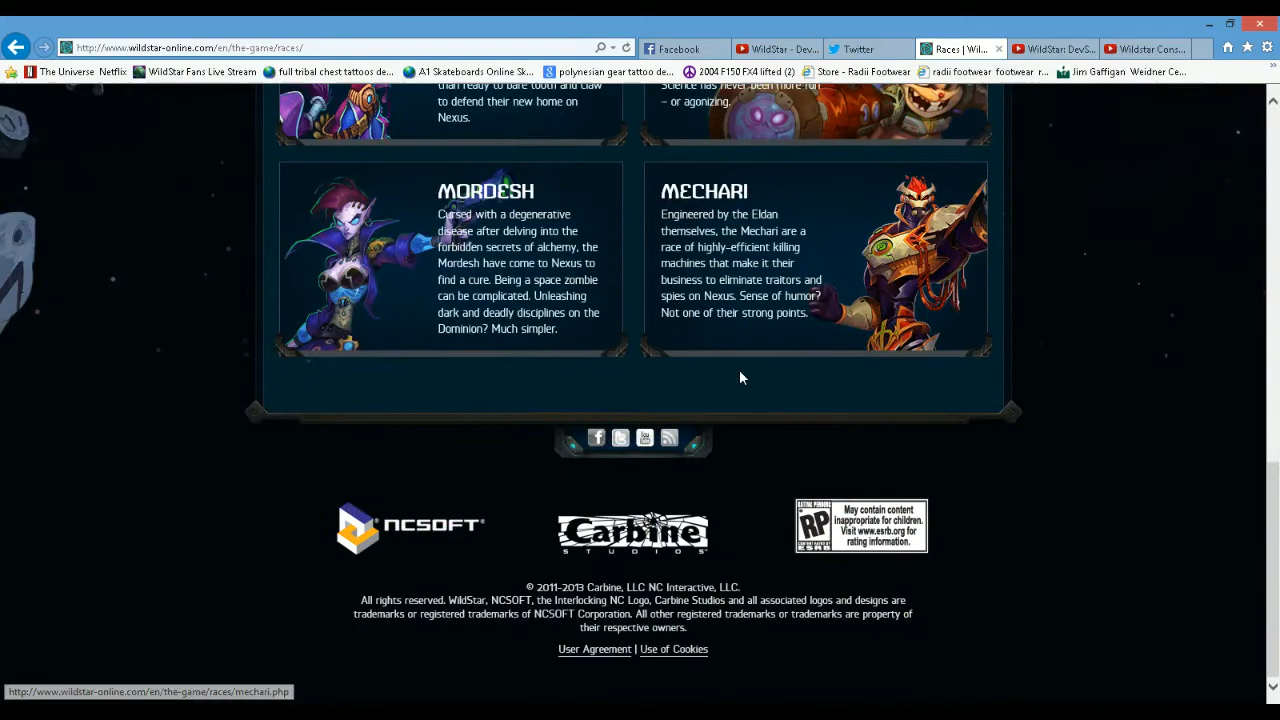 http://www.wildstar-online.com/en/the-game/races/
Facebook
WildStar - Dev...
Twitter
Races | Wil...
WildStar: DevS...
Wildstar Cons...
The Universe Netflix
WildStar Fans Live Stream
full tribal chest tattoos de...
A1 Skateboards Online Sk...
polynesian gear tattoo de...
2004 F150 FX4 lifted (2)
Store - Radii Footwear
radii footwear footwear r...
Jim Gaffigan Weidner Ce...
than ready to bare tooth and claw
to defend their new home on
Nexus.
Science has never been more fun
– or agonizing.
MORDESH
Cursed with a degenerative
disease after delving into the
forbidden secrets of alchemy, the
Mordesh have come to Nexus to
find a cure. Being a space zombie
can be complicated. Unleashing
dark and deadly disciplines on the
Dominion? Much simpler.
MECHARI
Engineered by the Eldan
themselves, the Mechari are a
race of highly-efficient killing
machines that make it their
business to eliminate traitors and
spies on Nexus. Sense of humor?
Not one of their strong points.
NCSOFT®
Carbine
STUDIOS
RATING PENDING
RP
CONTENT RATED BY
ESRB
May contain content
inappropriate for children.
Visit www.esrb.org for
rating information.
© 2011-2013 Carbine, LLC NC Interactive, LLC.
All rights reserved. WildStar, NCSOFT, the Interlocking NC Logo, Carbine Studios and all associated logos and designs are
trademarks or registered trademarks of NCSOFT Corporation. All other registered trademarks or trademarks are property of
their respective owners.
User Agreement | Use of Cookies
http://www.wildstar-online.com/en/the-game/races/mechari.php